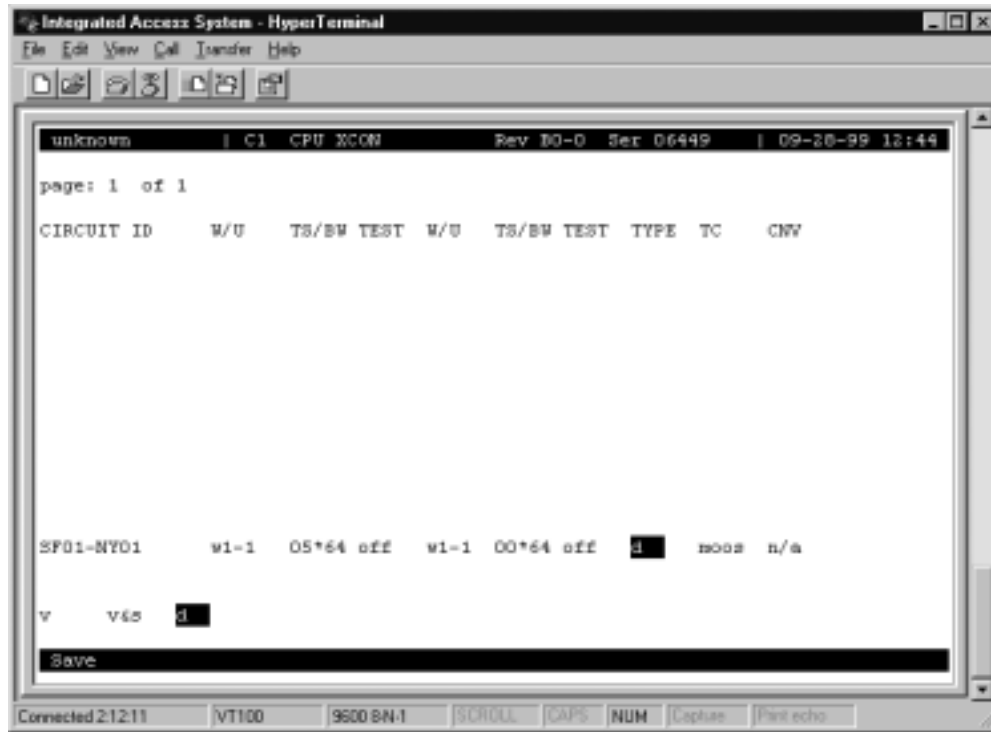 Integrated Access System - HyperTerminal
File Edit View Call Transfer Help
unknown | C1 CPU XCON Rev B0-0 Ser 06449 | 09-28-99 12:44
page: 1 of 1
CIRCUIT ID W/U TS/BW TEST W/U TS/BW TEST TYPE TC CNV
SF01-NY01 w1-1 05*64 off w1-1 00*64 off d moos n/a
v v&s d
Save
Connected 2:12:11 VT100 9600 8-N-1 SCROLL CAPS NUM Capture Print echo